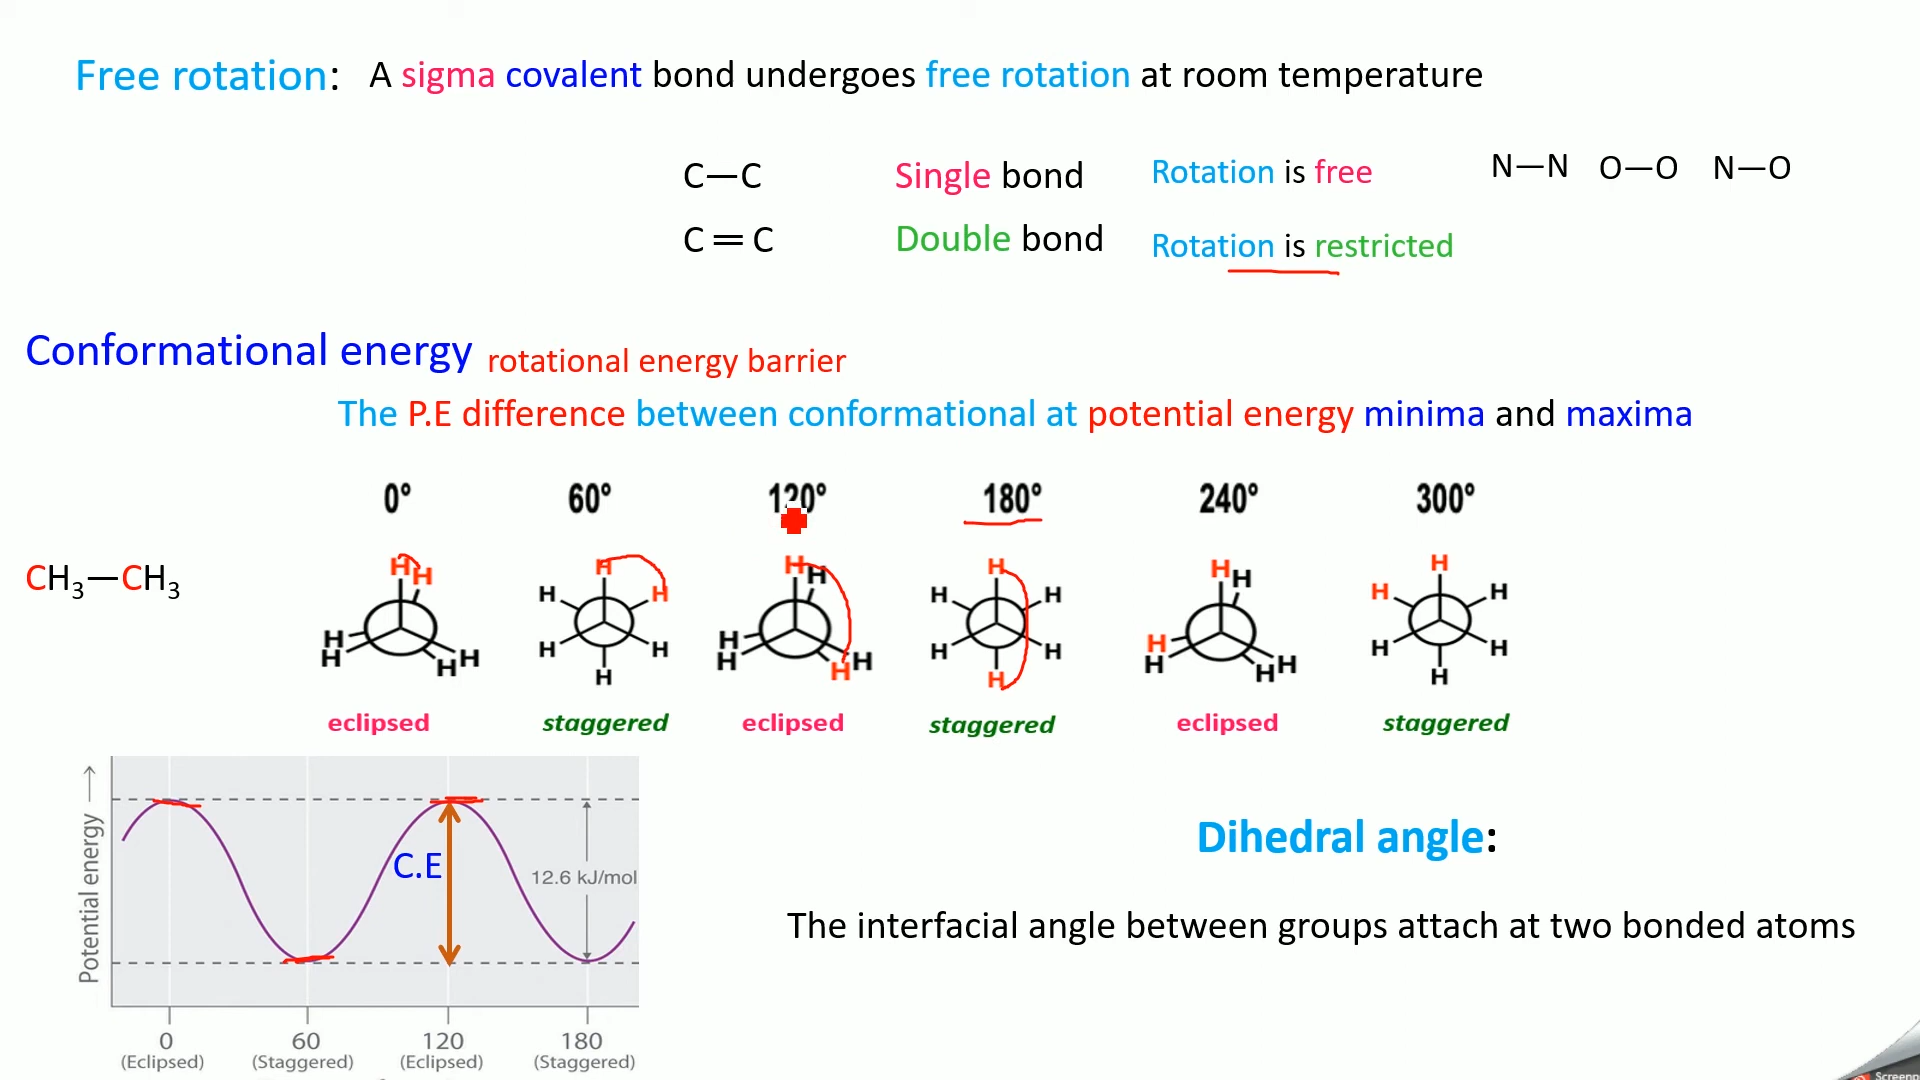 Free rotation: A sigma covalent bond undergoes free rotation at room temperature
C—C Single bond Rotation is free N—N O—O N—O
C═C Double bond Rotation is restricted
Conformational energy rotational energy barrier
The P.E difference between conformational at potential energy minima and maxima
0° 60° 120° 180° 240° 300°
CH₃—CH₃
H H H H H H
H H H H H H
H H H H H H
H H H H H H
H H H H H H
H H H H H H
eclipsed staggered eclipsed staggered eclipsed staggered
Potential energy →
C.E
12.6 kJ/mol
0 60 120 180
(Eclipsed) (Staggered) (Eclipsed) (Staggered)
Dihedral angle:
The interfacial angle between groups attach at two bonded atoms